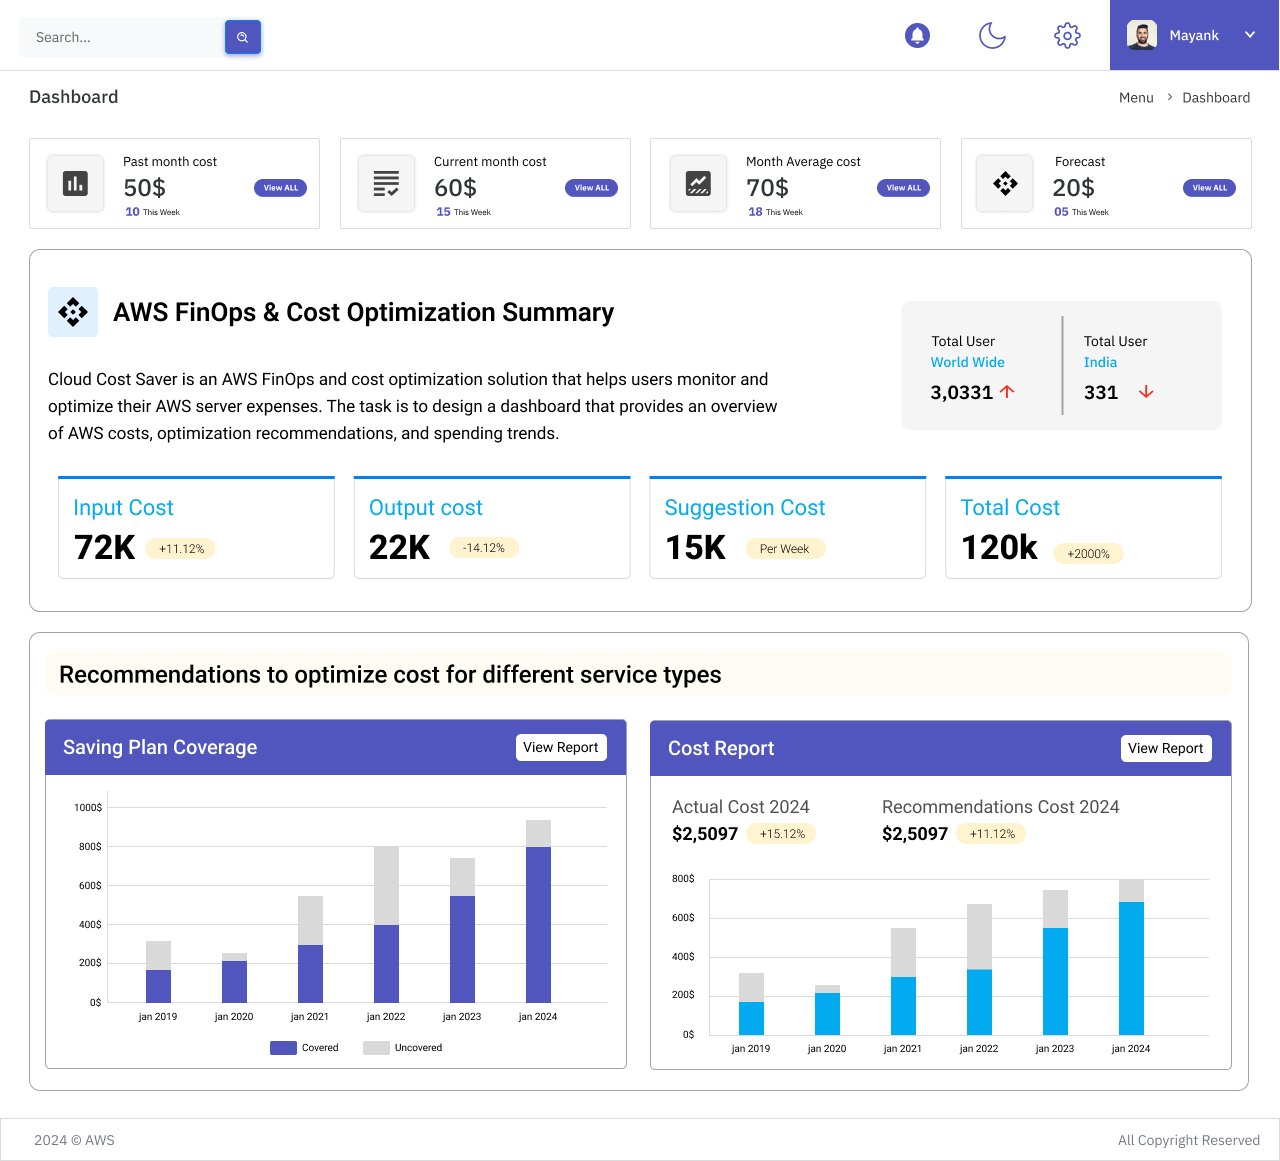 Search...
Mayank
Dashboard
Menu > Dashboard
Past month cost
50$
View ALL
10 This Week
Current month cost
60$
View ALL
15 This Week
Month Average cost
70$
View ALL
18 This Week
Forecast
20$
View ALL
05 This Week
AWS FinOps & Cost Optimization Summary
Cloud Cost Saver is an AWS FinOps and cost optimization solution that helps users monitor and
optimize their AWS server expenses. The task is to design a dashboard that provides an overview
of AWS costs, optimization recommendations, and spending trends.
Total User
World Wide
3,0331
Total User
India
331
Input Cost
72K +11.12%
Output cost
22K -14.12%
Suggestion Cost
15K Per Week
Total Cost
120k +2000%
Recommendations to optimize cost for different service types
Saving Plan Coverage View Report
1000$
800$
600$
400$
200$
0$
jan 2019 jan 2020 jan 2021 jan 2022 jan 2023 jan 2024
Covered Uncovered
Cost Report View Report
Actual Cost 2024
$2,5097 +15.12%
Recommendations Cost 2024
$2,5097 +11.12%
800$
600$
400$
200$
0$
jan 2019 jan 2020 jan 2021 jan 2022 jan 2023 jan 2024
2024 © AWS
All Copyright Reserved